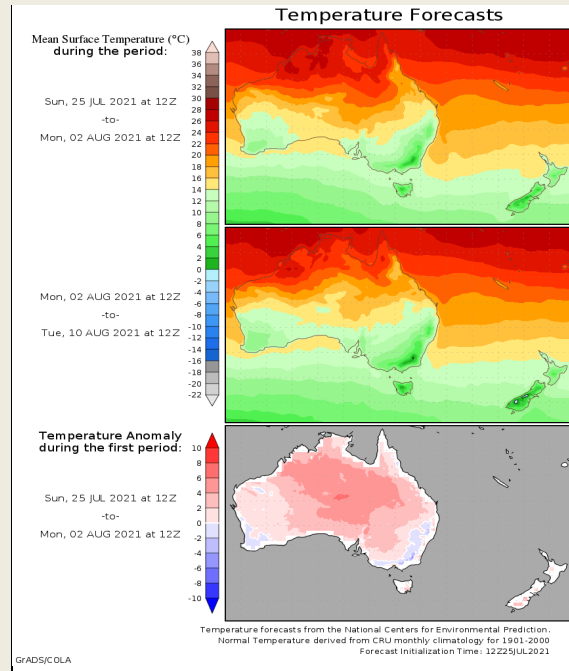 Temperature Forecasts
Mean Surface Temperature (°C)
during the period:
Sun, 25 JUL 2021 at 12Z
-to-
Mon, 02 AUG 2021 at 12Z
38
36
34
32
30
28
26
24
22
20
18
16
14
12
10
8
6
4
2
0
-2
-4
-6
-8
-10
-12
-14
-16
-18
-20
-22
Mon, 02 AUG 2021 at 12Z
-to-
Tue, 10 AUG 2021 at 12Z
Temperature Anomaly
during the first period:
Sun, 25 JUL 2021 at 12Z
-to-
Mon, 02 AUG 2021 at 12Z
10
8
6
4
2
0
-2
-4
-6
-8
-10
Temperature forecasts from the National Centers for Environmental Prediction.
Normal Temperature derived from CRU monthly climatology for 1901-2000
Forecast Initialization Time: 12Z25JUL2021
GrADS/COLA